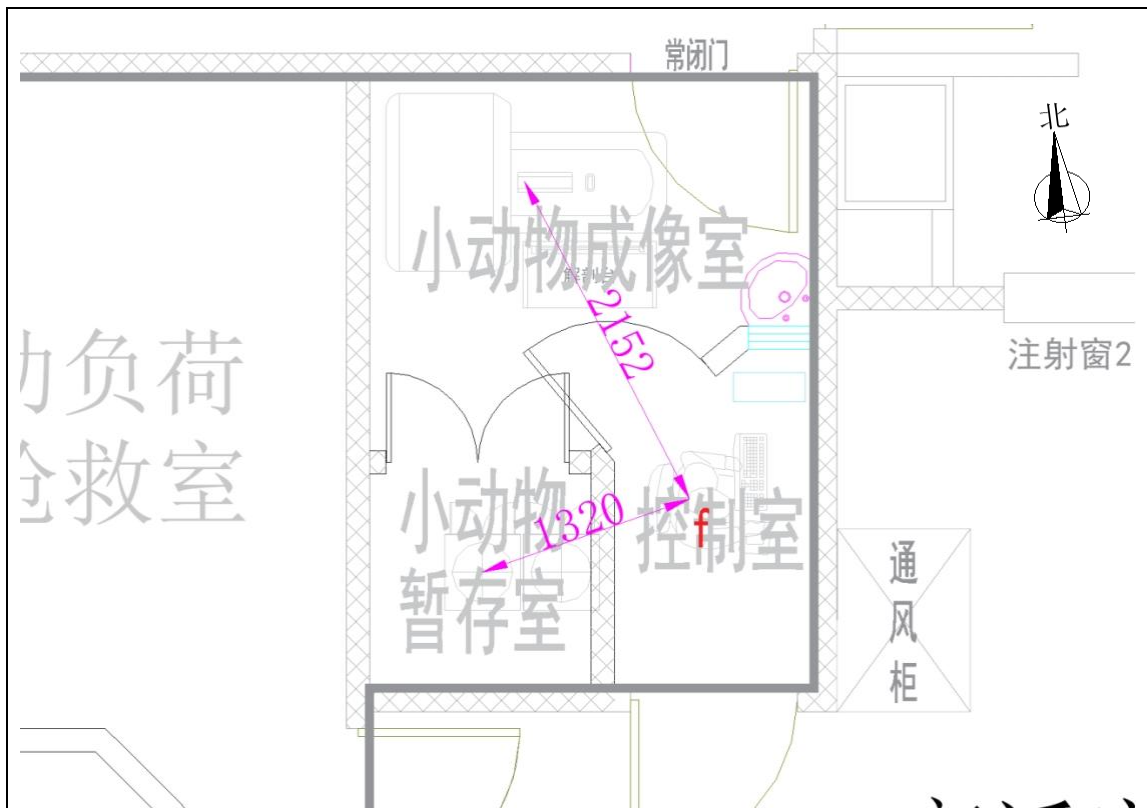 常闭门
北
小动物成像室
解剖台
2152
注射窗2
动负荷
抢救室
小动物
暂存室
1320
f
控制室
通
风
柜